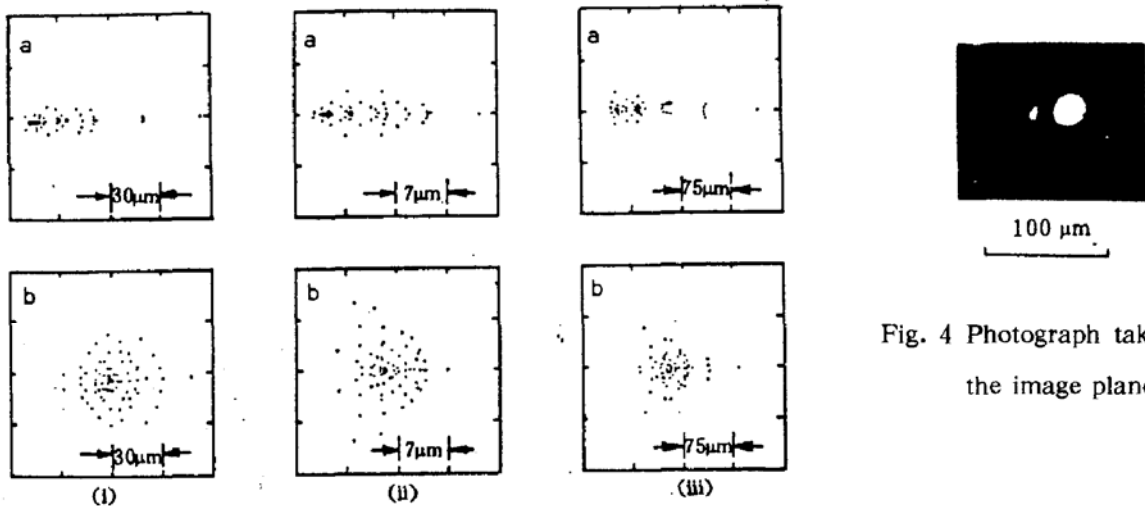 a
a
a
30μm
7μm
75μm
100 μm
b
b
b
Fig. 4 Photograph tak
the image plane
30μm
7μm
75μm
(i)
(ii)
(iii)